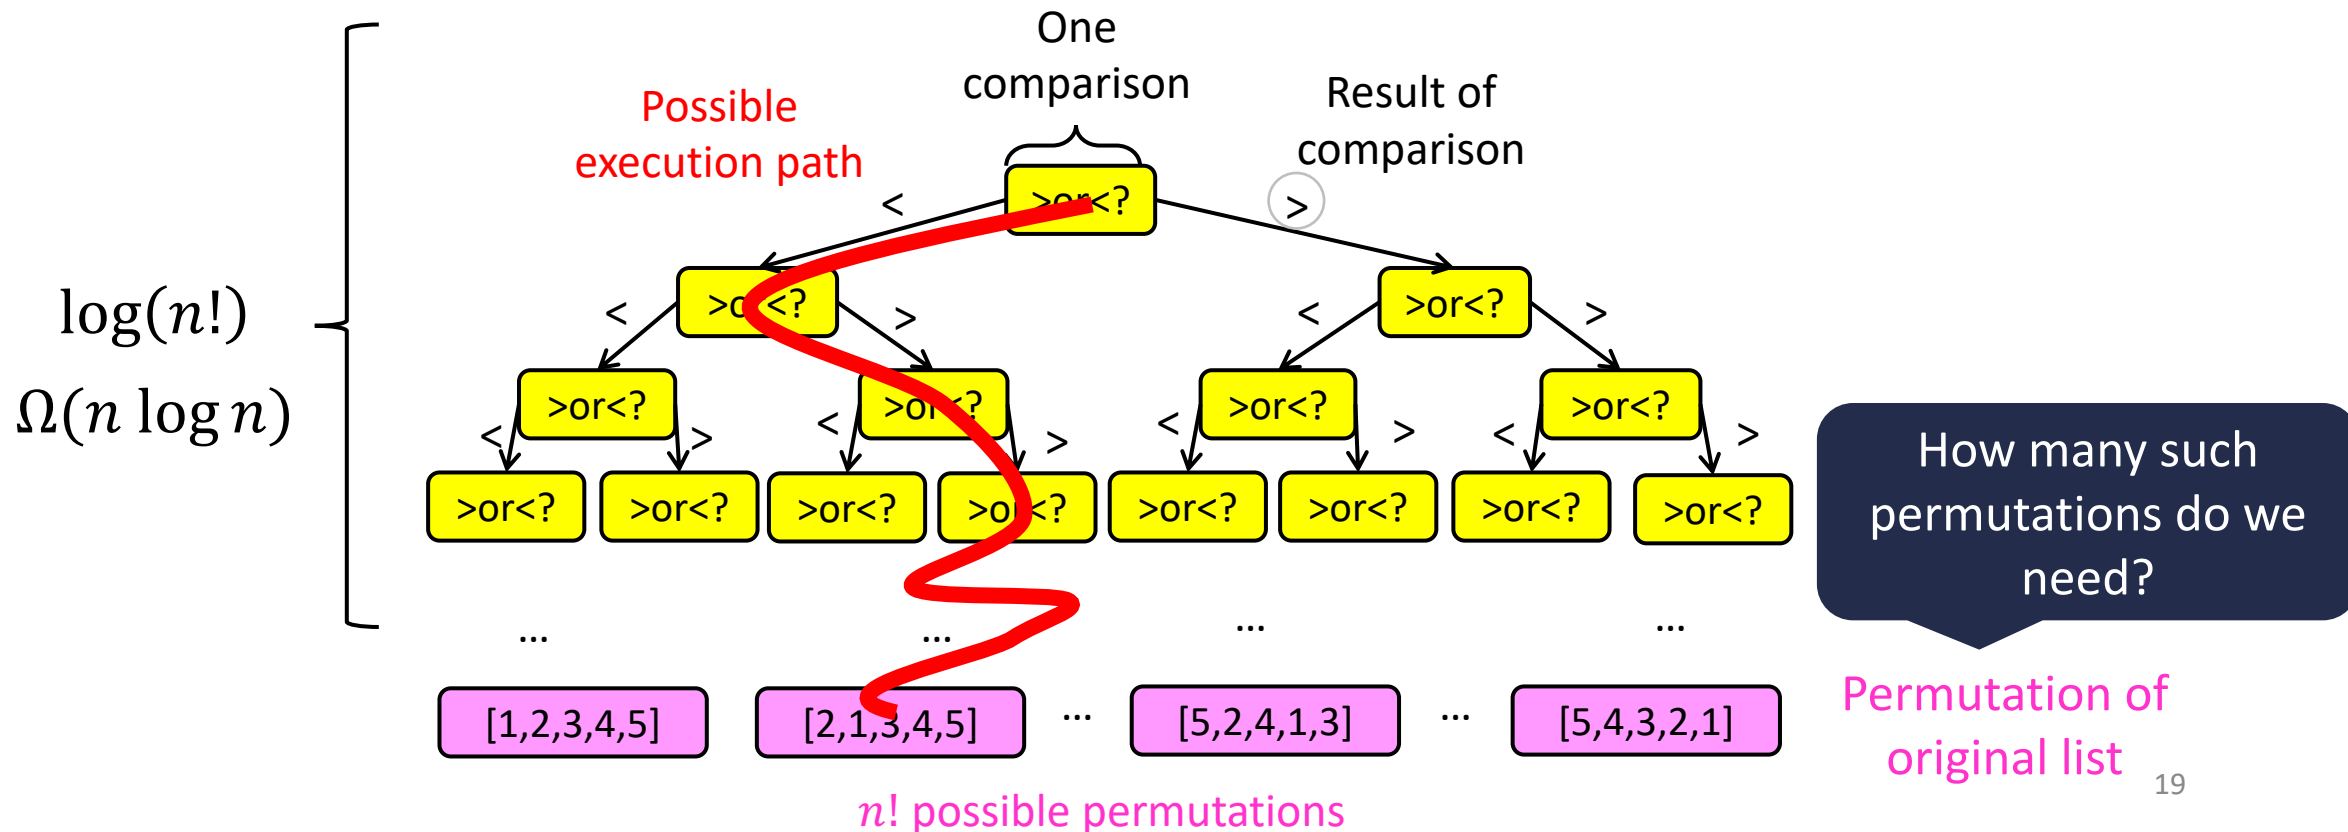 One
comparison
Possible
execution path
Result of
comparison
>or<?
<
>
>or<?
>or<?
<
>
<
>
log(n!)
Ω(n log n)
>or<?
>or<?
>or<?
>or<?
<
>
<
>
<
>
<
>
>or<?
>or<?
>or<?
>or<?
>or<?
>or<?
>or<?
>or<?
How many such
permutations do we
need?
...
...
...
...
[1,2,3,4,5]
[2,1,3,4,5]
...
[5,2,4,1,3]
...
[5,4,3,2,1]
Permutation of
original list
19
n! possible permutations